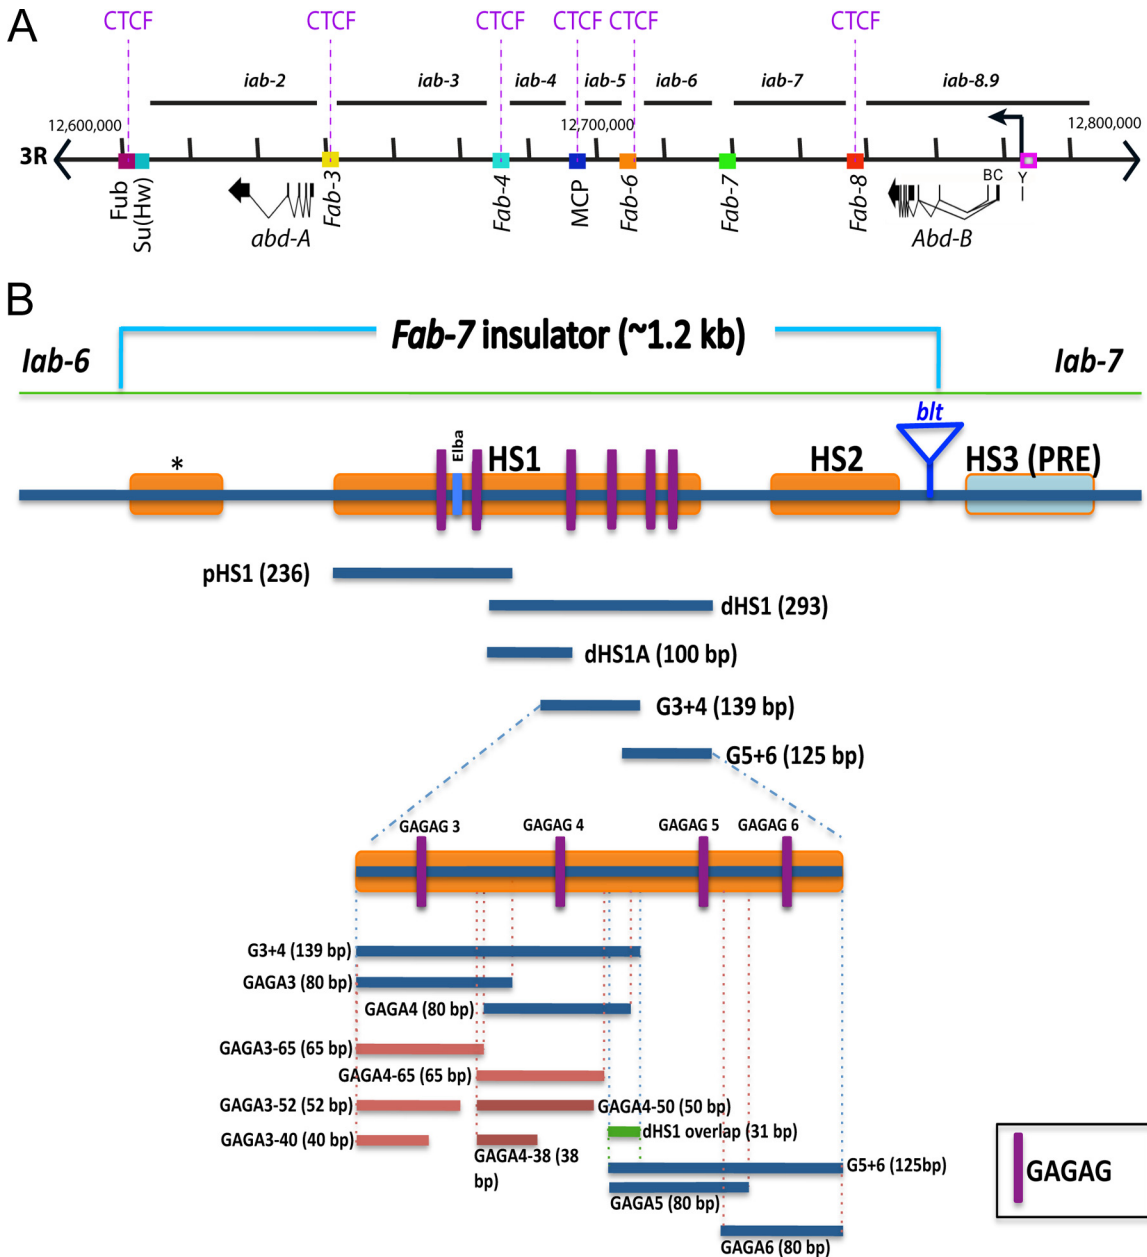 A
CTCF CTCF CTCF CTCF CTCF CTCF
iab-2 iab-3 iab-4 iab-5 iab-6 iab-7 iab-8.9
12,600,000 12,700,000 12,800,000
3R
Fub
Su(Hw)
abd-A
Fab-3
Fab-4
MCP
Fab-6
Fab-7
Fab-8
Abd-B
BC
Y
I
B
Fab-7 insulator (~1.2 kb)
Iab-6 Iab-7
blt
*
Elba
HS1 HS2 HS3 (PRE)
pHS1 (236)
dHS1 (293)
dHS1A (100 bp)
G3+4 (139 bp)
G5+6 (125 bp)
GAGAG 3 GAGAG 4 GAGAG 5 GAGAG 6
G3+4 (139 bp)
GAGA3 (80 bp)
GAGA4 (80 bp)
GAGA3-65 (65 bp)
GAGA4-65 (65 bp)
GAGA3-52 (52 bp) GAGA4-50 (50 bp)
dHS1 overlap (31 bp)
GAGA3-40 (40 bp)
GAGA4-38 (38
bp)
G5+6 (125bp)
GAGA5 (80 bp)
GAGA6 (80 bp)
GAGAG